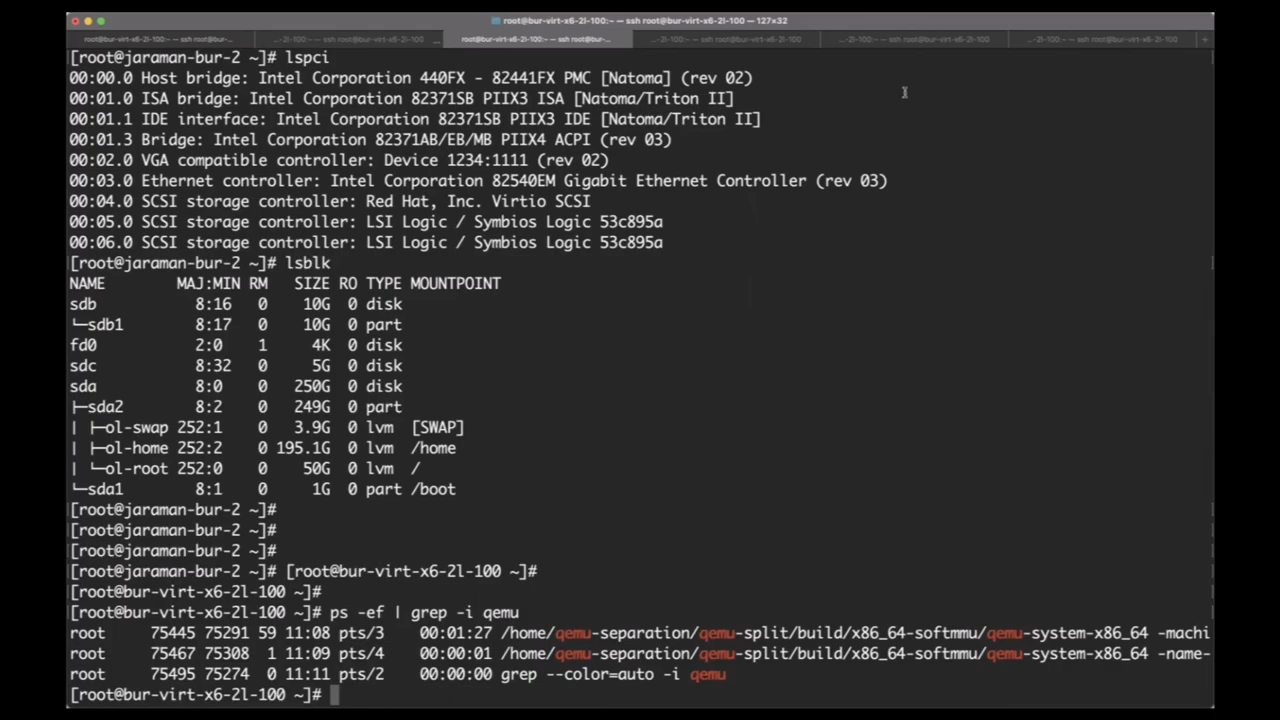 root@bur-virt-x6-2l-100:~ — ssh root@bur-virt-x6-2l-100 — 127×32
root@bur-virt-x6-2l-100:~ — ssh root@bur-... ...-2l-100:~ — ssh root@bur-virt-x6-2l-100 ... root@bur-virt-x6-2l-100:~ — ssh root@bur-... ...-2l-100:~ — ssh root@bur-virt-x6-2l-100 ...-2l-100:~ — ssh root@bur-virt-x6-2l-100 ...-2l-100:~ — ssh root@bur-virt-x6-2l-100 +
[root@jaraman-bur-2 ~]# lspci
00:00.0 Host bridge: Intel Corporation 440FX - 82441FX PMC [Natoma] (rev 02)
00:01.0 ISA bridge: Intel Corporation 82371SB PIIX3 ISA [Natoma/Triton II]
00:01.1 IDE interface: Intel Corporation 82371SB PIIX3 IDE [Natoma/Triton II]
00:01.3 Bridge: Intel Corporation 82371AB/EB/MB PIIX4 ACPI (rev 03)
00:02.0 VGA compatible controller: Device 1234:1111 (rev 02)
00:03.0 Ethernet controller: Intel Corporation 82540EM Gigabit Ethernet Controller (rev 03)
00:04.0 SCSI storage controller: Red Hat, Inc. Virtio SCSI
00:05.0 SCSI storage controller: LSI Logic / Symbios Logic 53c895a
00:06.0 SCSI storage controller: LSI Logic / Symbios Logic 53c895a
[root@jaraman-bur-2 ~]# lsblk
NAME        MAJ:MIN RM   SIZE RO TYPE MOUNTPOINT
sdb           8:16   0    10G  0 disk
└─sdb1        8:17   0    10G  0 part
fd0           2:0    1     4K  0 disk
sdc           8:32   0     5G  0 disk
sda           8:0    0   250G  0 disk
├─sda2        8:2    0   249G  0 part
| ├─ol-swap 252:1    0   3.9G  0 lvm  [SWAP]
| ├─ol-home 252:2    0 195.1G  0 lvm  /home
| └─ol-root 252:0    0    50G  0 lvm  /
└─sda1        8:1    0     1G  0 part /boot
[root@jaraman-bur-2 ~]#
[root@jaraman-bur-2 ~]#
[root@jaraman-bur-2 ~]#
[root@jaraman-bur-2 ~]# [root@bur-virt-x6-2l-100 ~]#
[root@bur-virt-x6-2l-100 ~]#
[root@bur-virt-x6-2l-100 ~]# ps -ef | grep -i qemu
root     75445 75291 59 11:08 pts/3    00:01:27 /home/qemu-separation/qemu-split/build/x86_64-softmmu/qemu-system-x86_64 -machi
root     75467 75308  1 11:09 pts/4    00:00:01 /home/qemu-separation/qemu-split/build/x86_64-softmmu/qemu-system-x86_64 -name-
root     75495 75274  0 11:11 pts/2    00:00:00 grep --color=auto -i qemu
[root@bur-virt-x6-2l-100 ~]#